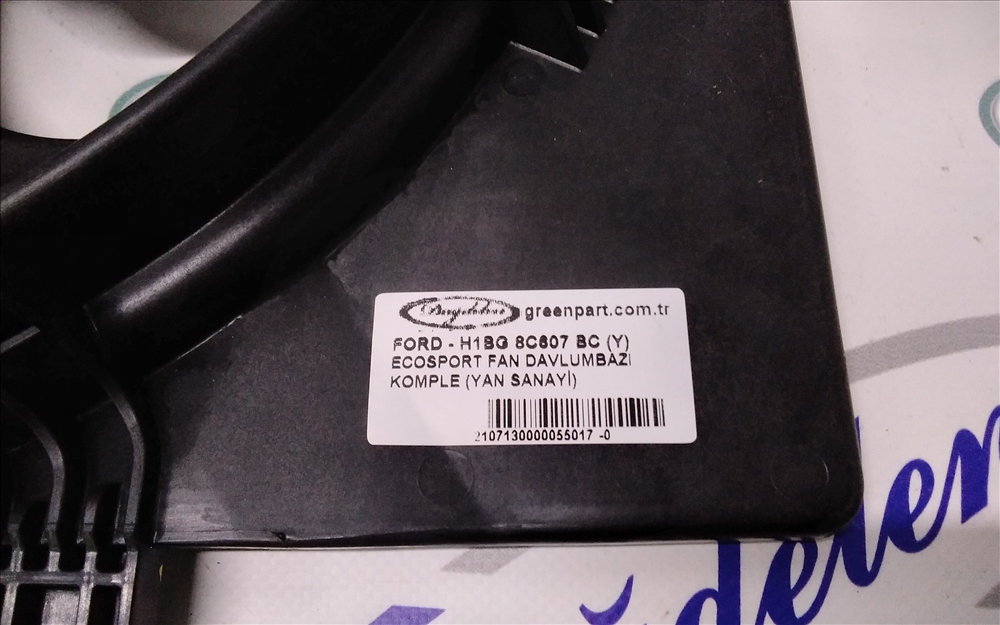 greenpart.com.tr
FORD - H1BG 8C607 BC (Y)
ECOSPORT FAN DAVLUMBAZI
KOMPLE (YAN SANAYİ)
2107130000055017 -0